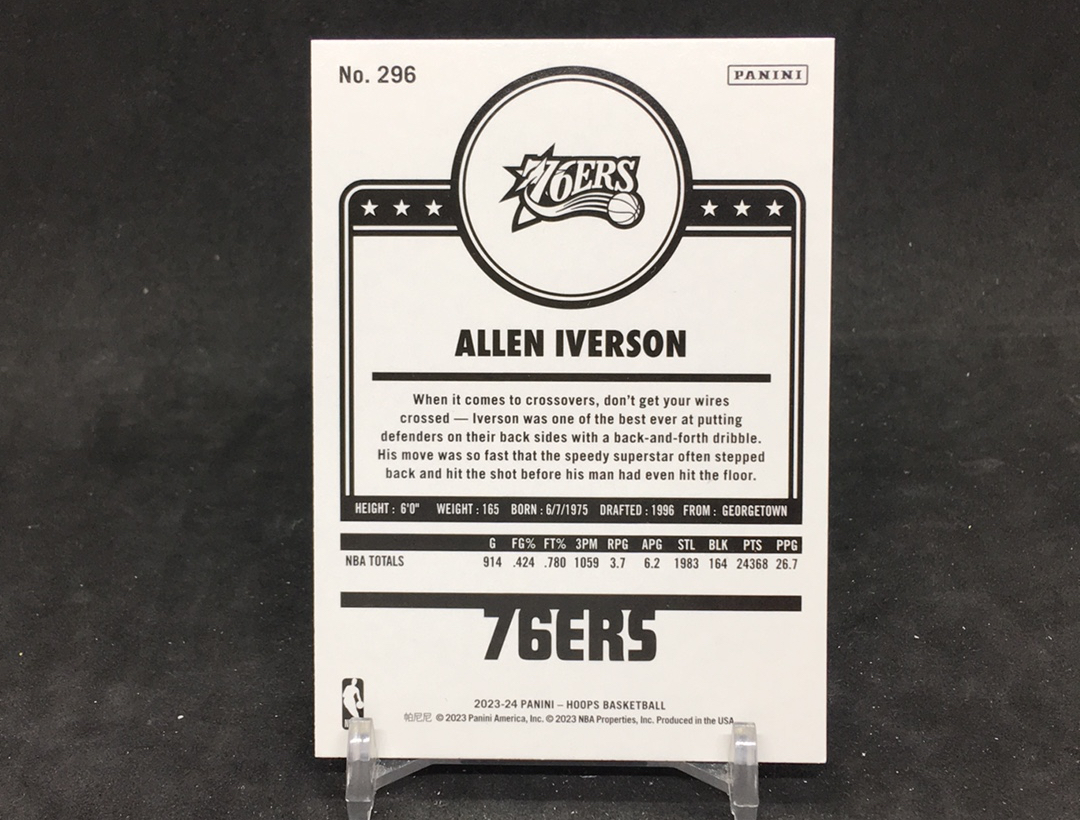 No. 296
PANINI
76ERS
ALLEN IVERSON
When it comes to crossovers, don't get your wires
crossed — Iverson was one of the best ever at putting
defenders on their back sides with a back-and-forth dribble.
His move was so fast that the speedy superstar often stepped
back and hit the shot before his man had even hit the floor.
HEIGHT : 6'0" WEIGHT : 165 BORN : 6/7/1975 DRAFTED : 1996 FROM : GEORGETOWN
G FG% FT% 3PM RPG APG STL BLK PTS PPG
NBA TOTALS 914 .424 .780 1059 3.7 6.2 1983 164 24368 26.7
76ERS
2023-24 PANINI – HOOPS BASKETBALL
帕尼尼 © 2023 Panini America, Inc. © 2023 NBA Properties, Inc. Produced in the USA